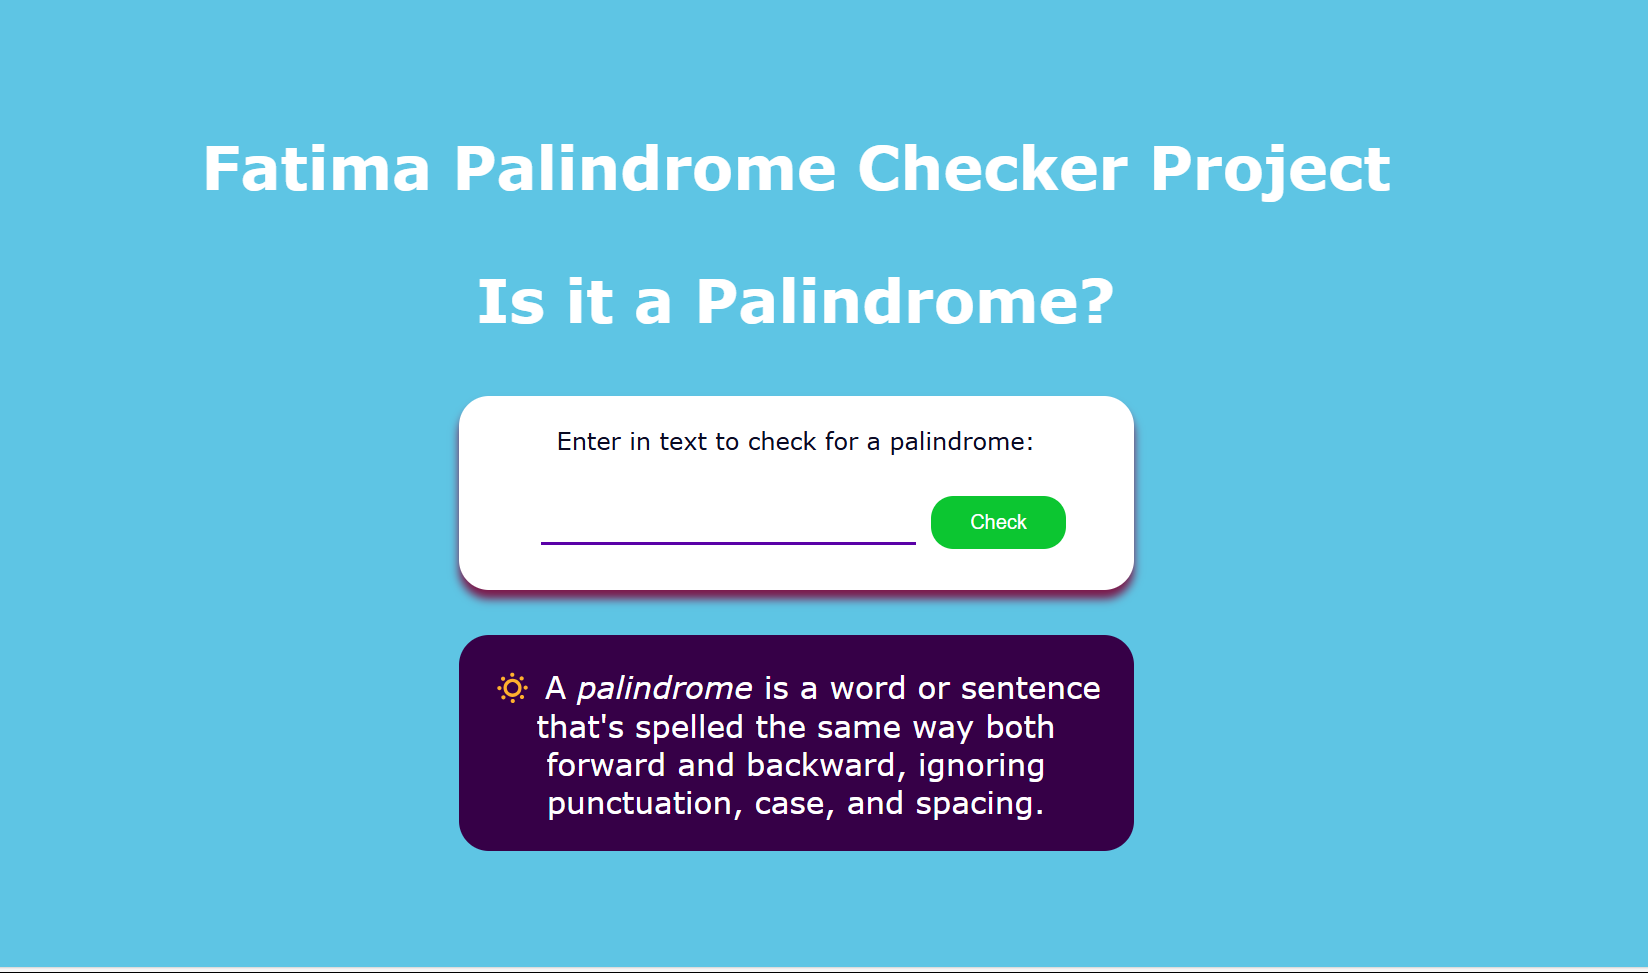 Fatima Palindrome Checker Project
Is it a Palindrome?
Enter in text to check for a palindrome:
Check
A palindrome is a word or sentence
that's spelled the same way both
forward and backward, ignoring
punctuation, case, and spacing.